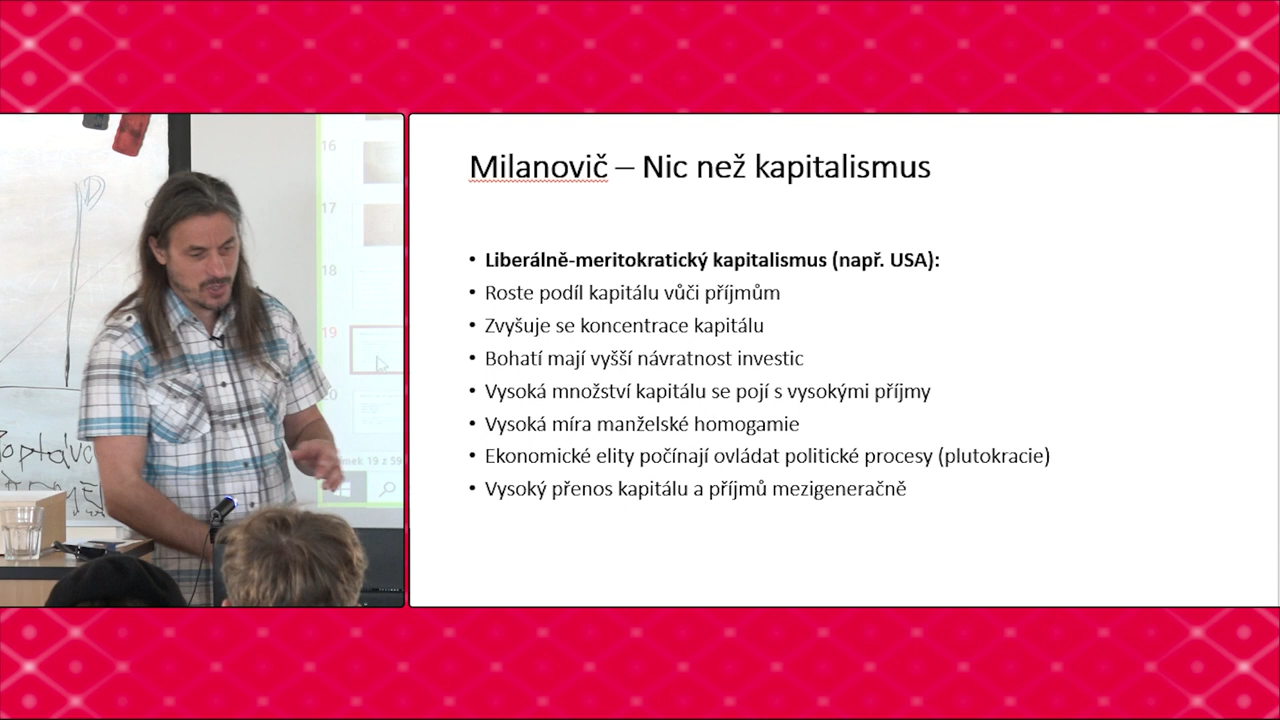 16
17
18
19
Milanovič – Nic než kapitalismus
• Liberálně-meritokratický kapitalismus (např. USA):
• Roste podíl kapitálu vůči příjmům
• Zvyšuje se koncentrace kapitálu
• Bohatí mají vyšší návratnost investic
• Vysoká množství kapitálu se pojí s vysokými příjmy
• Vysoká míra manželské homogamie
• Ekonomické elity počínají ovládat politické procesy (plutokracie)
• Vysoký přenos kapitálu a příjmů mezigeneračně